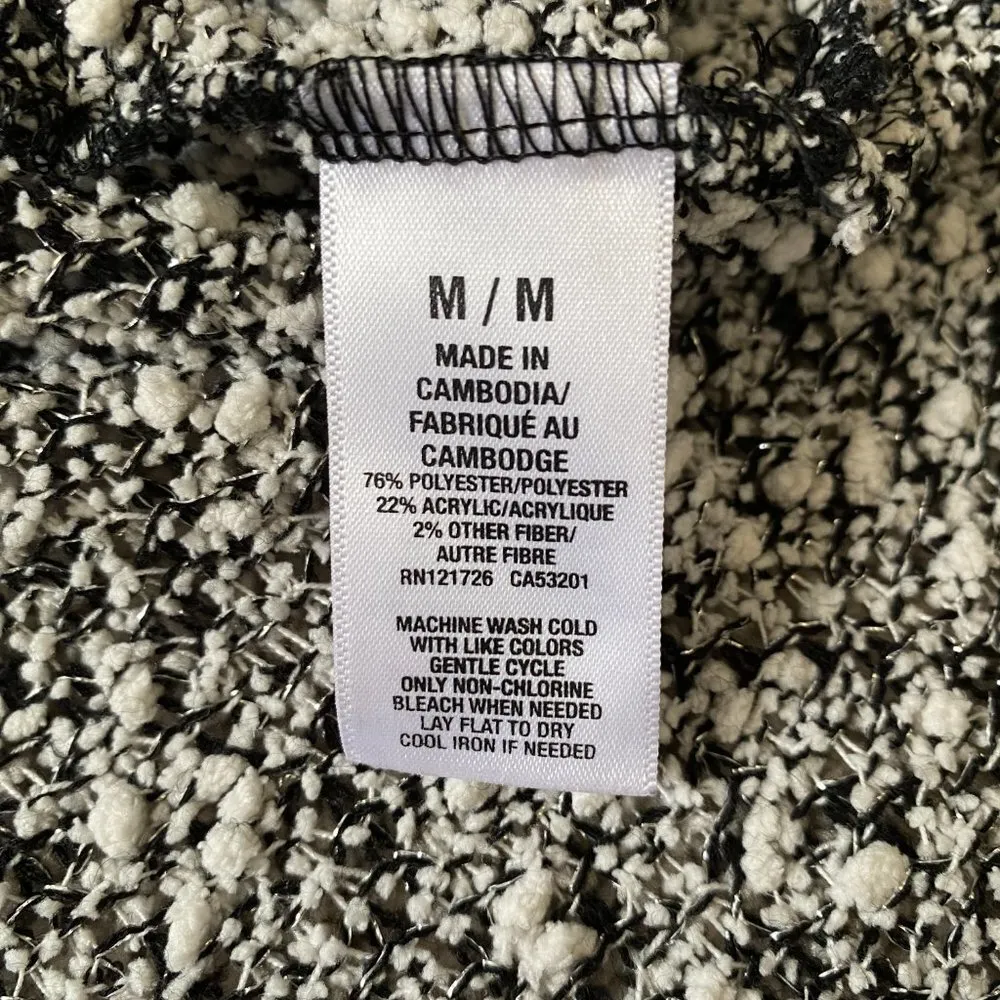 M / M
MADE IN
CAMBODIA/
FABRIQUÉ AU
CAMBODGE
76% POLYESTER/POLYESTER
22% ACRYLIC/ACRYLIQUE
2% OTHER FIBER/
AUTRE FIBRE
RN121726 CA53201
MACHINE WASH COLD
WITH LIKE COLORS
GENTLE CYCLE
ONLY NON-CHLORINE
BLEACH WHEN NEEDED
LAY FLAT TO DRY
COOL IRON IF NEEDED